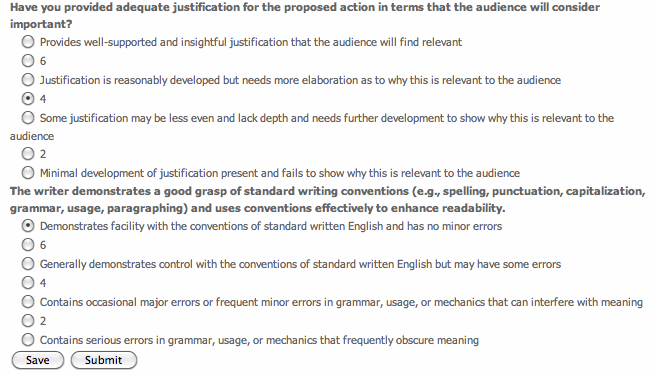 Have you provided adequate justification for the proposed action in terms that the audience will consider
important?
Provides well-supported and insightful justification that the audience will find relevant
6
Justification is reasonably developed but needs more elaboration as to why this is relevant to the audience
4
Some justification may be less even and lack depth and needs further development to show why this is relevant to the
audience
2
Minimal development of justification present and fails to show why this is relevant to the audience
The writer demonstrates a good grasp of standard writing conventions (e.g., spelling, punctuation, capitalization,
grammar, usage, paragraphing) and uses conventions effectively to enhance readability.
Demonstrates facility with the conventions of standard written English and has no minor errors
6
Generally demonstrates control with the conventions of standard written English but may have some errors
4
Contains occasional major errors or frequent minor errors in grammar, usage, or mechanics that can interfere with meaning
2
Contains serious errors in grammar, usage, or mechanics that frequently obscure meaning
Save Submit